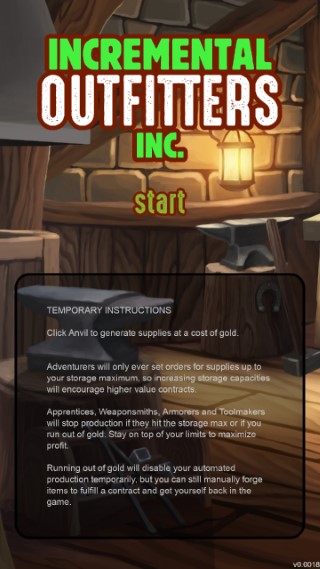 INCREMENTAL
OUTFITTERS
INC.
start
TEMPORARY INSTRUCTIONS
Click Anvil to generate supplies at a cost of gold.
Adventurers will only ever set orders for supplies up to
your storage maximum, so increasing storage capacities
will encourage higher value contracts.
Apprentices, Weaponsmiths, Armorers and Toolmakers
will stop production if they hit the storage max or if you
run out of gold. Stay on top of your limits to maximize
profit.
Running out of gold will disable your automated
production temporarily, but you can still manually forge
items to fulfill a contract and get yourself back in the
game.
v0.0018